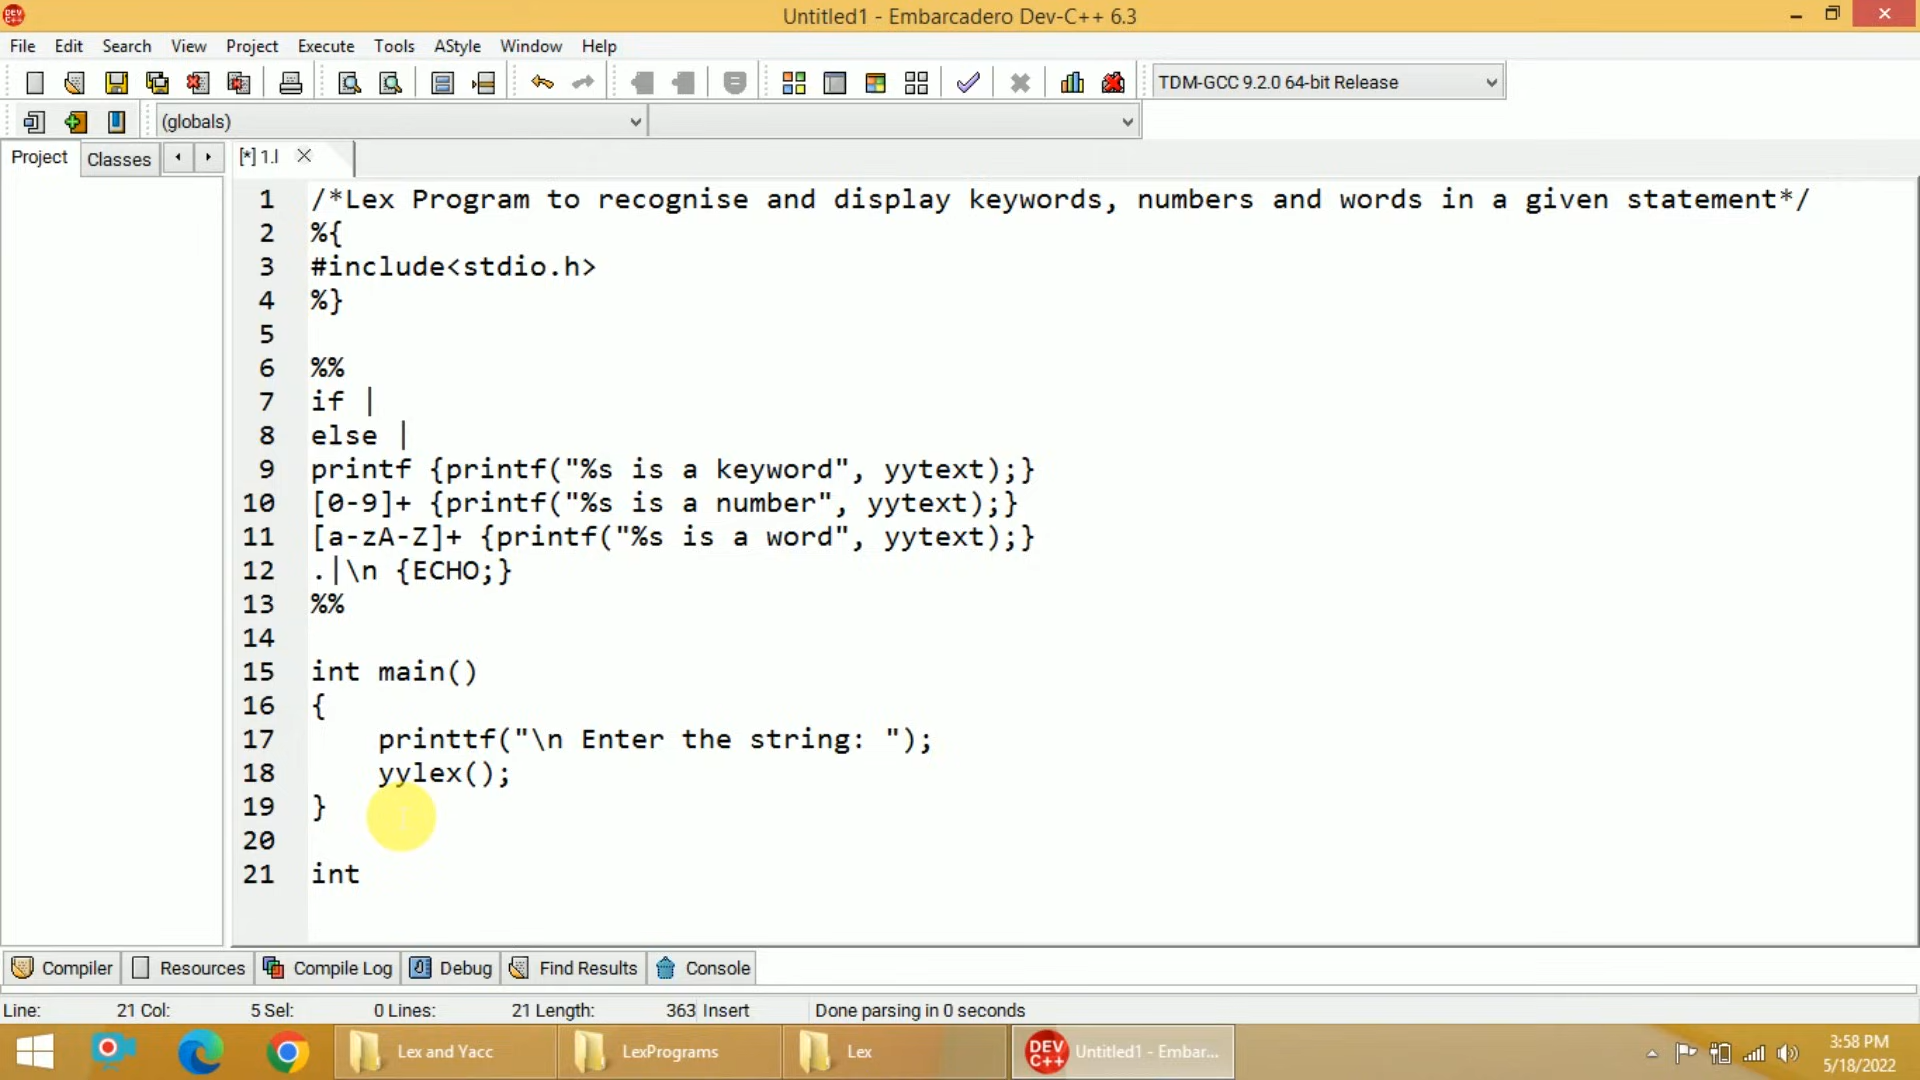 Untitled1 - Embarcadero Dev-C++ 6.3
File Edit Search View Project Execute Tools AStyle Window Help
TDM-GCC 9.2.0 64-bit Release
(globals)
Project Classes [*] 1.l
1 /*Lex Program to recognise and display keywords, numbers and words in a given statement*/
2 %{
3 #include<stdio.h>
4 %}
5
6 %%
7 if |
8 else |
9 printf {printf("%s is a keyword", yytext);}
10 [0-9]+ {printf("%s is a number", yytext);}
11 [a-zA-Z]+ {printf("%s is a word", yytext);}
12 .|\n {ECHO;}
13 %%
14
15 int main()
16 {
17 printtf("\n Enter the string: ");
18 yylex();
19 }
20
21 int
Compiler Resources Compile Log Debug Find Results Console
Line: 21 Col: 5 Sel: 0 Lines: 21 Length: 363 Insert Done parsing in 0 seconds
Lex and Yacc LexPrograms Lex DEV C++ Untitled1 - Embar... 3:58 PM
5/18/2022